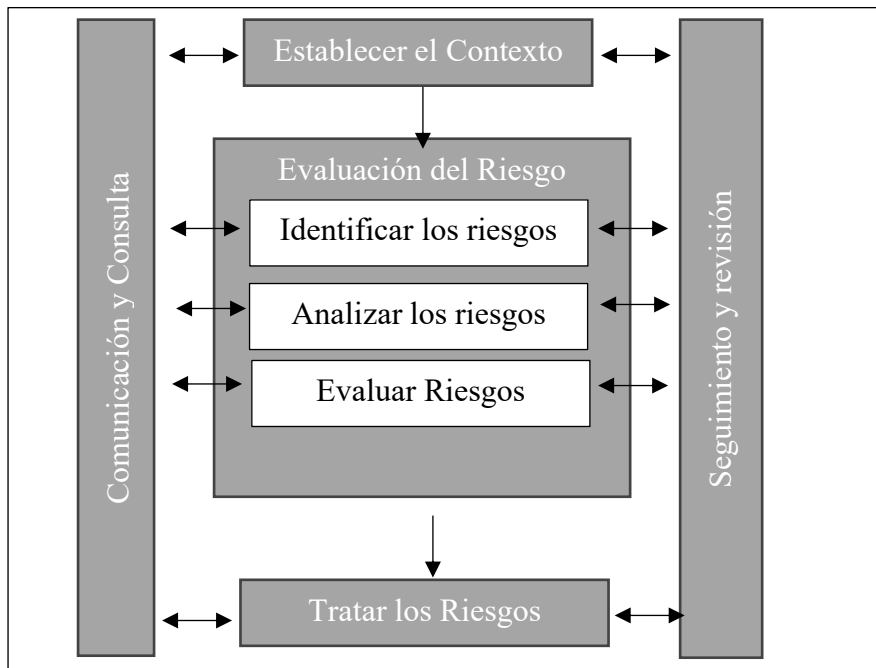 Establecer el Contexto
Comunicación y Consulta
Evaluación del Riesgo
Identificar los riesgos
Analizar los riesgos
Evaluar Riesgos
Seguimiento y revisión
Tratar los Riesgos